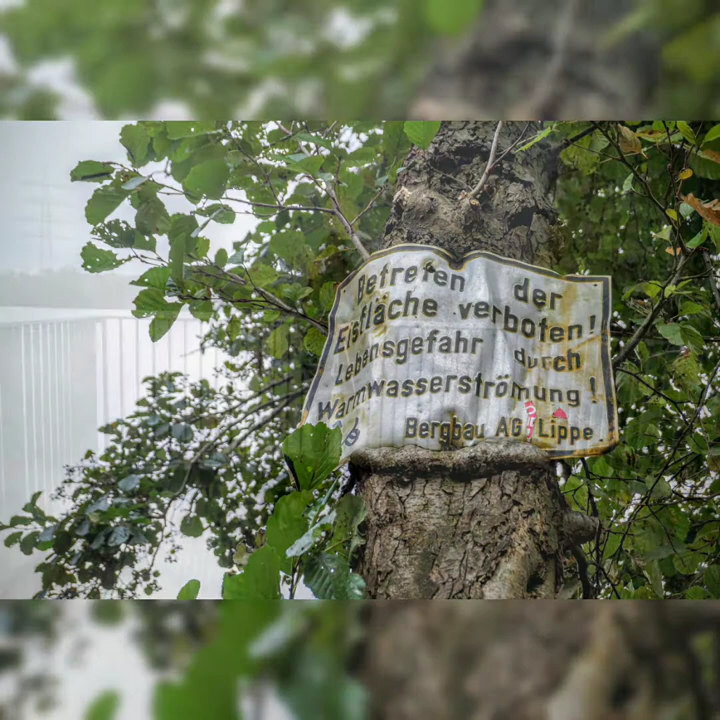 Betreten der
Eisfläche verboten!
Lebensgefahr durch
Warmwasserströmung!
Bergbau AG Lippe